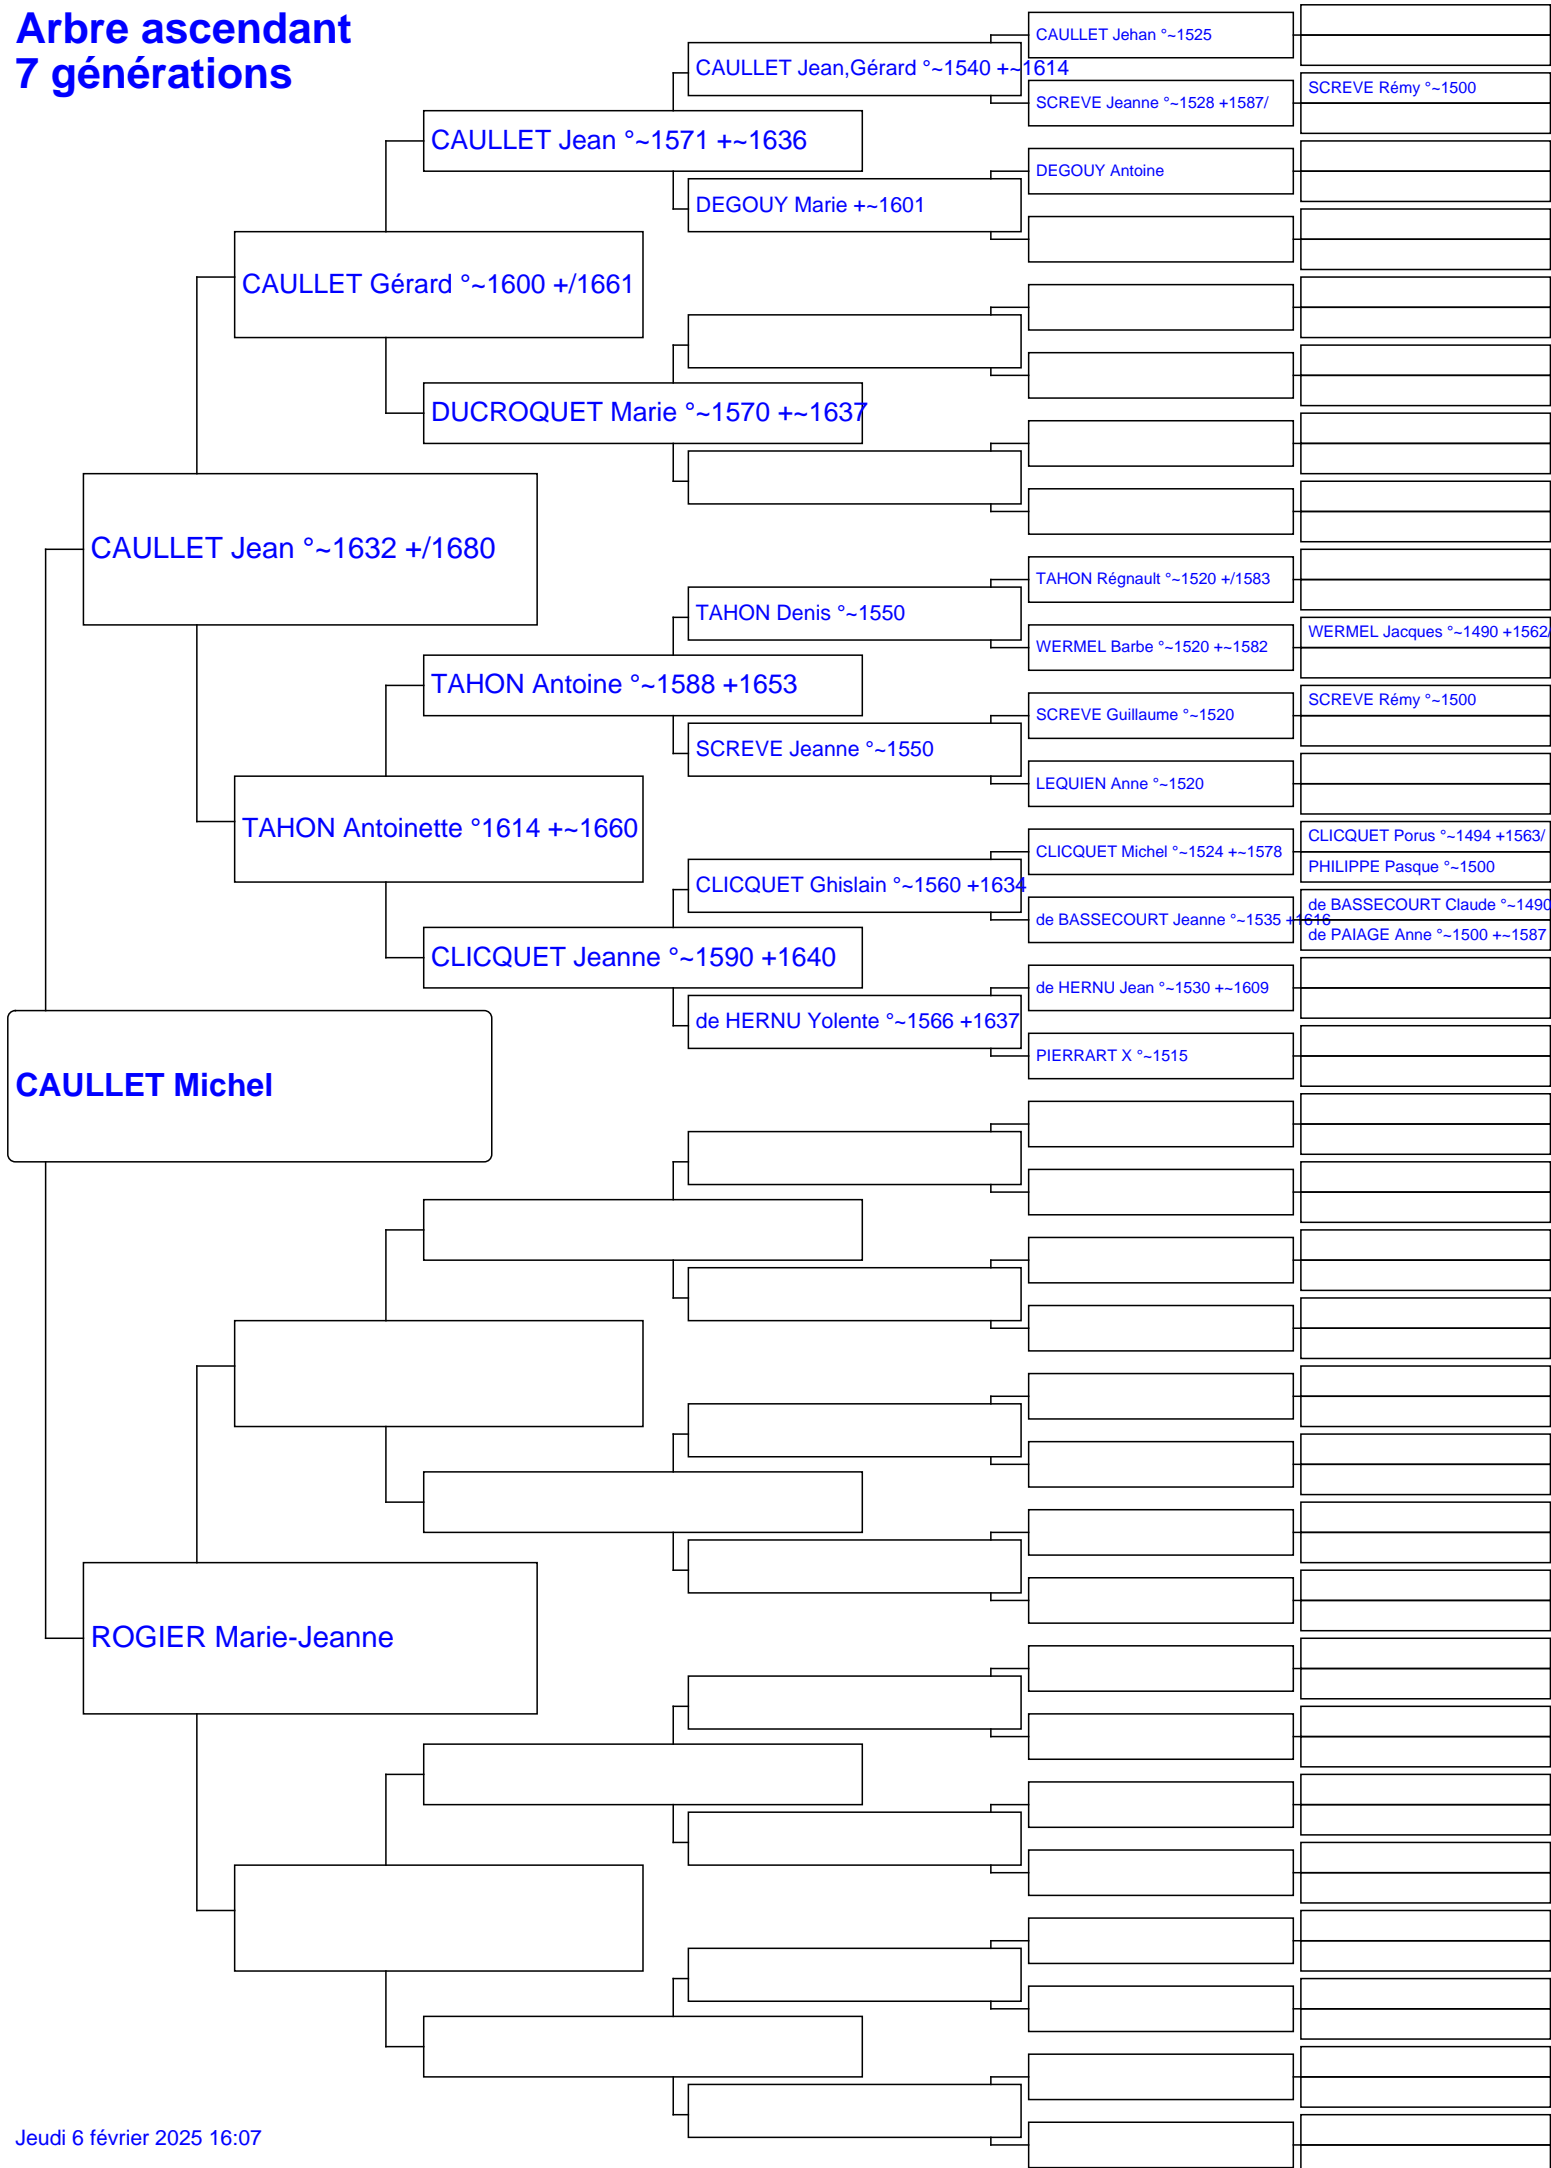 Arbre ascendant
7 générations
CAULLET Jehan °~1525
CAULLET Jean,Gérard °~1540 +~1614
SCREVE Rémy °~1500
SCREVE Jeanne °~1528 +1587/
CAULLET Jean °~1571 +~1636
DEGOUY Antoine
DEGOUY Marie +~1601
CAULLET Gérard °~1600 +/1661
DUCROQUET Marie °~1570 +~1637
CAULLET Jean °~1632 +/1680
TAHON Régnault °~1520 +/1583
TAHON Denis °~1550
WERMEL Jacques °~1490 +1562/
WERMEL Barbe °~1520 +~1582
TAHON Antoine °~1588 +1653
SCREVE Rémy °~1500
SCREVE Guillaume °~1520
SCREVE Jeanne °~1550
LEQUIEN Anne °~1520
TAHON Antoinette °1614 +~1660
CLICQUET Porus °~1494 +1563/
CLICQUET Michel °~1524 +~1578
PHILIPPE Pasque °~1500
CLICQUET Ghislain °~1560 +1634
de BASSECOURT Claude °~1490
de BASSECOURT Jeanne °~1535 +1616
de PAIAGE Anne °~1500 +~1587
CLICQUET Jeanne °~1590 +1640
de HERNU Jean °~1530 +~1609
de HERNU Yolente °~1566 +1637
PIERRART X °~1515
CAULLET Michel
ROGIER Marie-Jeanne
Jeudi 6 février 2025 16:07